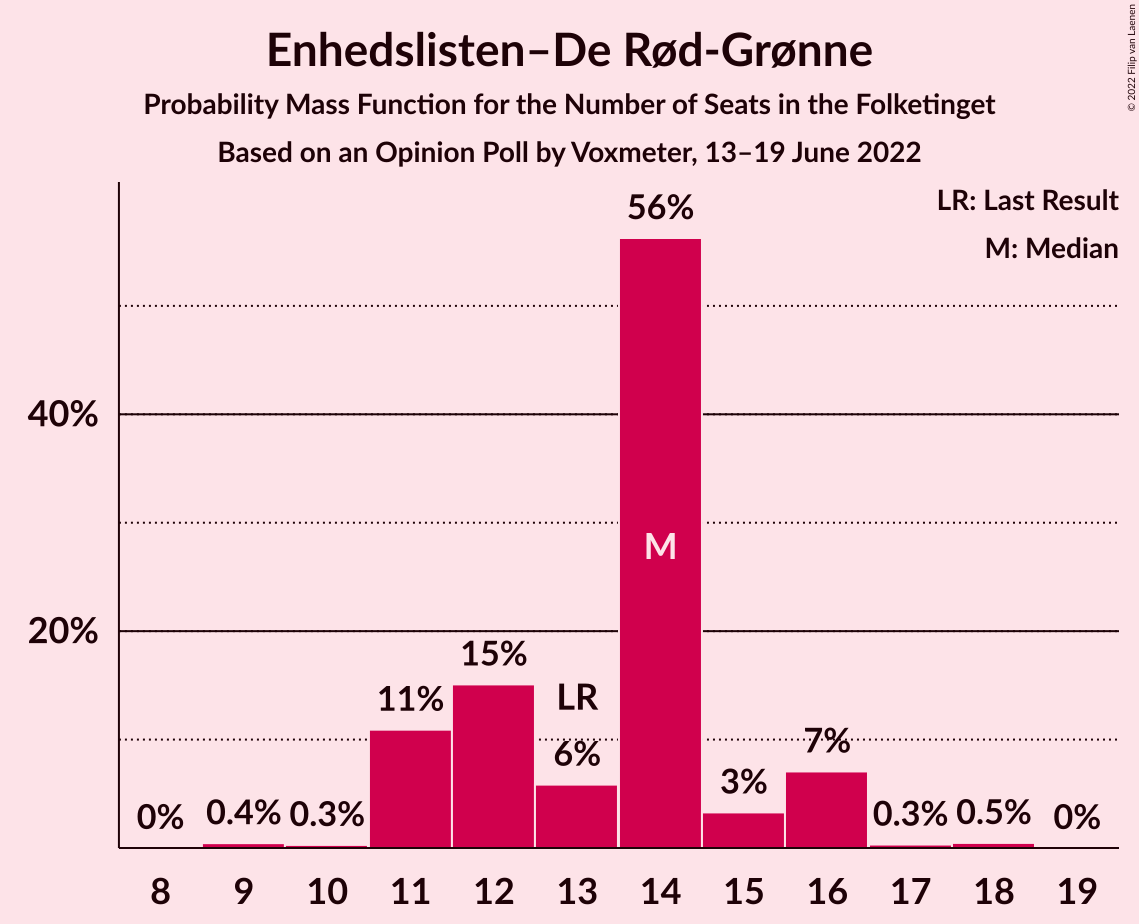 Enhedslisten–De Rød-Grønne
Probability Mass Function for the Number of Seats in the Folketinget
Based on an Opinion Poll by Voxmeter, 13–19 June 2022
© 2022 Filip van Laenen
LR: Last Result
M: Median
56%
40%
M
20%
15%
11%
LR
6%
7%
3%
0%
0.4%
0.3%
0.3%
0.5%
0%
8 9 10 11 12 13 14 15 16 17 18 19